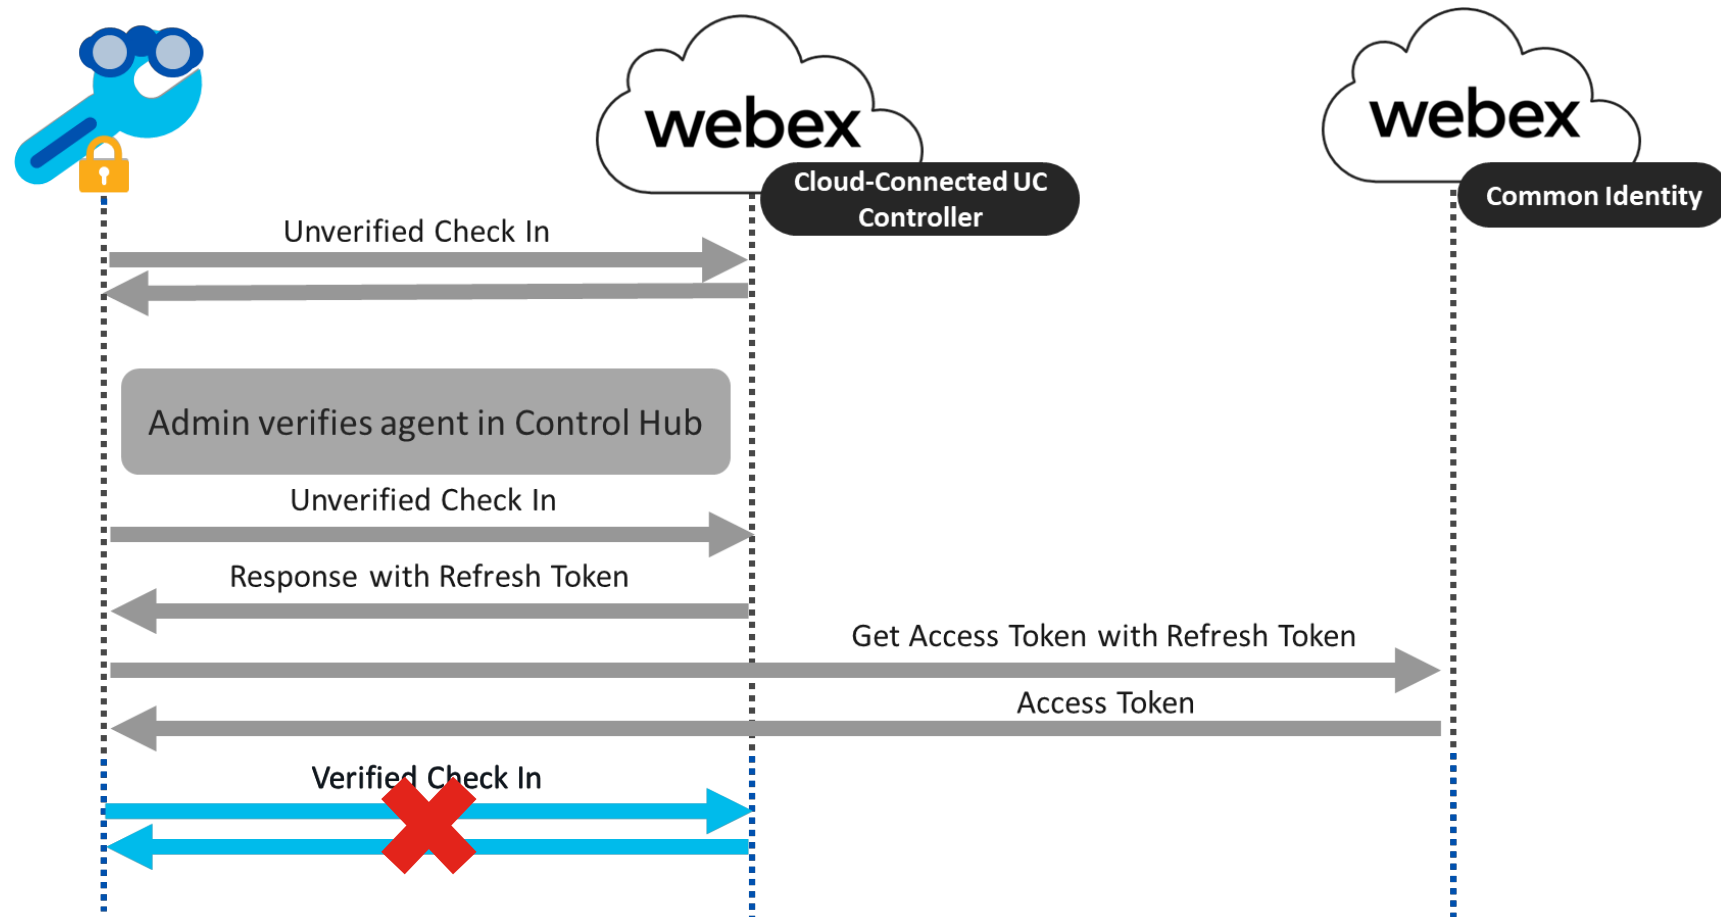 webex
webex
Cloud-Connected UC
Controller
Common Identity
Unverified Check In
Admin verifies agent in Control Hub
Unverified Check In
Response with Refresh Token
Get Access Token with Refresh Token
Access Token
Verified Check In